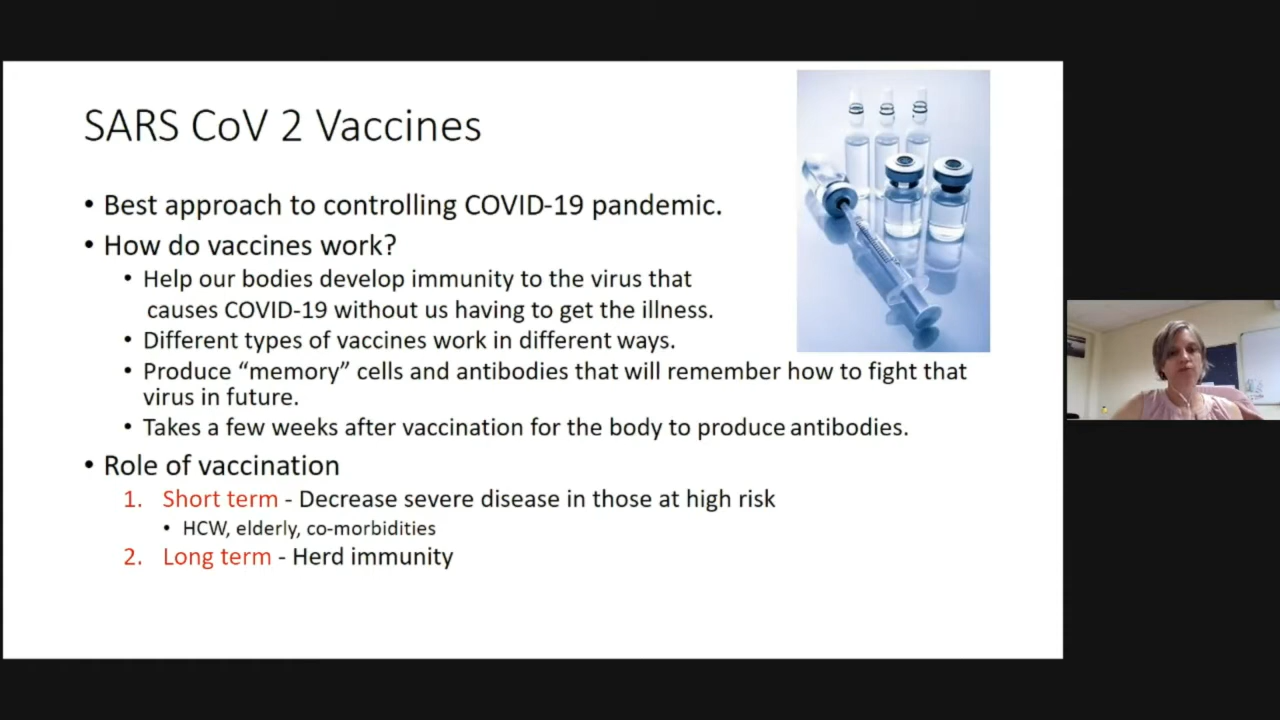 SARS CoV 2 Vaccines
• Best approach to controlling COVID-19 pandemic.
• How do vaccines work?
• Help our bodies develop immunity to the virus that
causes COVID-19 without us having to get the illness.
• Different types of vaccines work in different ways.
• Produce “memory” cells and antibodies that will remember how to fight that
virus in future.
• Takes a few weeks after vaccination for the body to produce antibodies.
• Role of vaccination
1. Short term - Decrease severe disease in those at high risk
• HCW, elderly, co-morbidities
2. Long term - Herd immunity